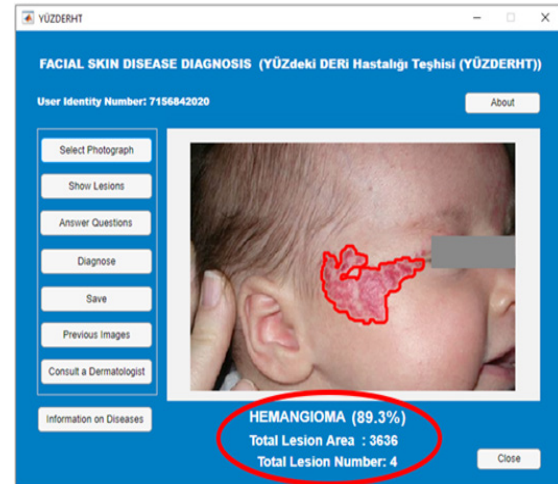 YÜZDERHT
FACIAL SKIN DISEASE DIAGNOSIS (YÜZdeki DERi Hastalığı Teşhisi (YÜZDERHT))
User Identity Number: 7156842020
About
Select Photograph
Show Lesions
Answer Questions
Diagnose
Save
Previous Images
Consult a Dermatologist
Information on Diseases
HEMANGIOMA (89.3%)
Total Lesion Area : 3636
Total Lesion Number: 4
Close